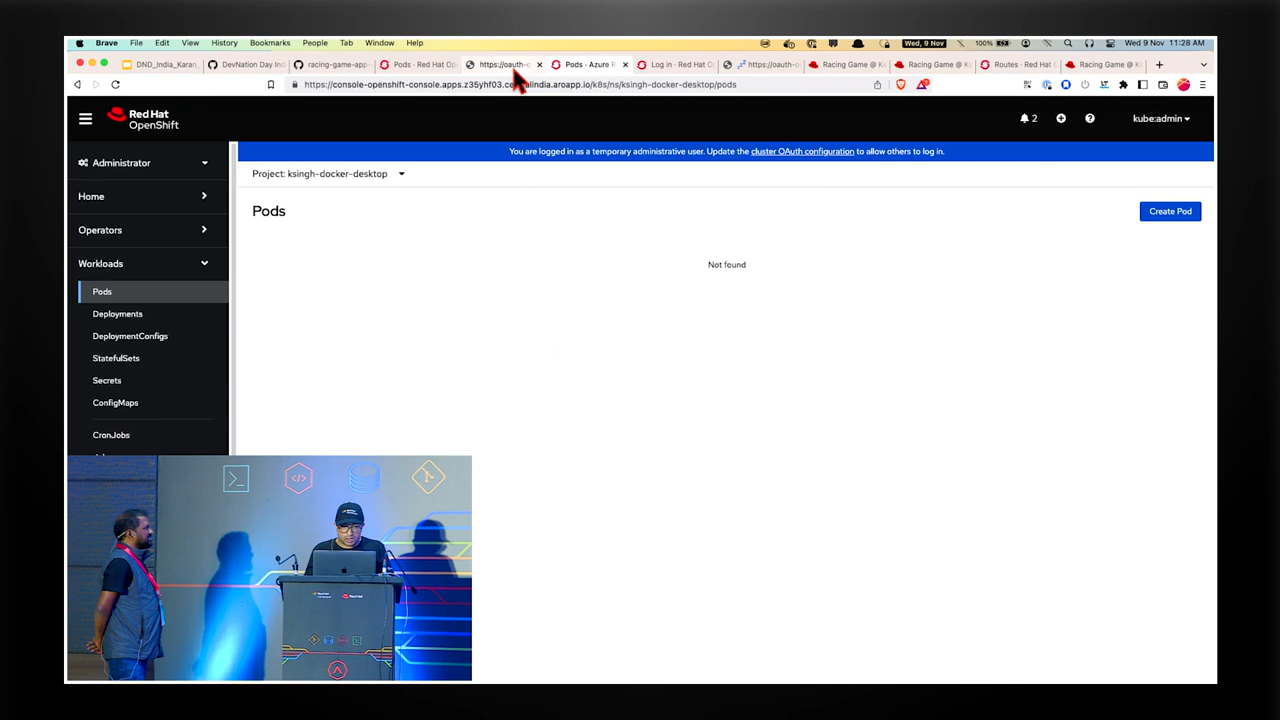 Brave File Edit View History Bookmarks People Tab Window Help Wed, 9 Nov 100% Wed 9 Nov 11:28 AM
DND_India_Karan_ DevNation Day Ind racing-game-app Pods · Red Hat Op https://oauth-o Pods · Azure R Log in · Red Hat O https://oauth-o Racing Game @ K Racing Game @ K Routes · Red Hat Racing Game @ K
https://console-openshift-console.apps.z35yhf03.ce alindia.aroapp.io/k8s/ns/ksingh-docker-desktop/pods
Red Hat
OpenShift
2
kube:admin
You are logged in as a temporary administrative user. Update the cluster OAuth configuration to allow others to log in.
Administrator
Project: ksingh-docker-desktop
Home
Pods
Create Pod
Operators
Workloads
Not found
Pods
Deployments
DeploymentConfigs
StatefulSets
Secrets
ConfigMaps
CronJobs